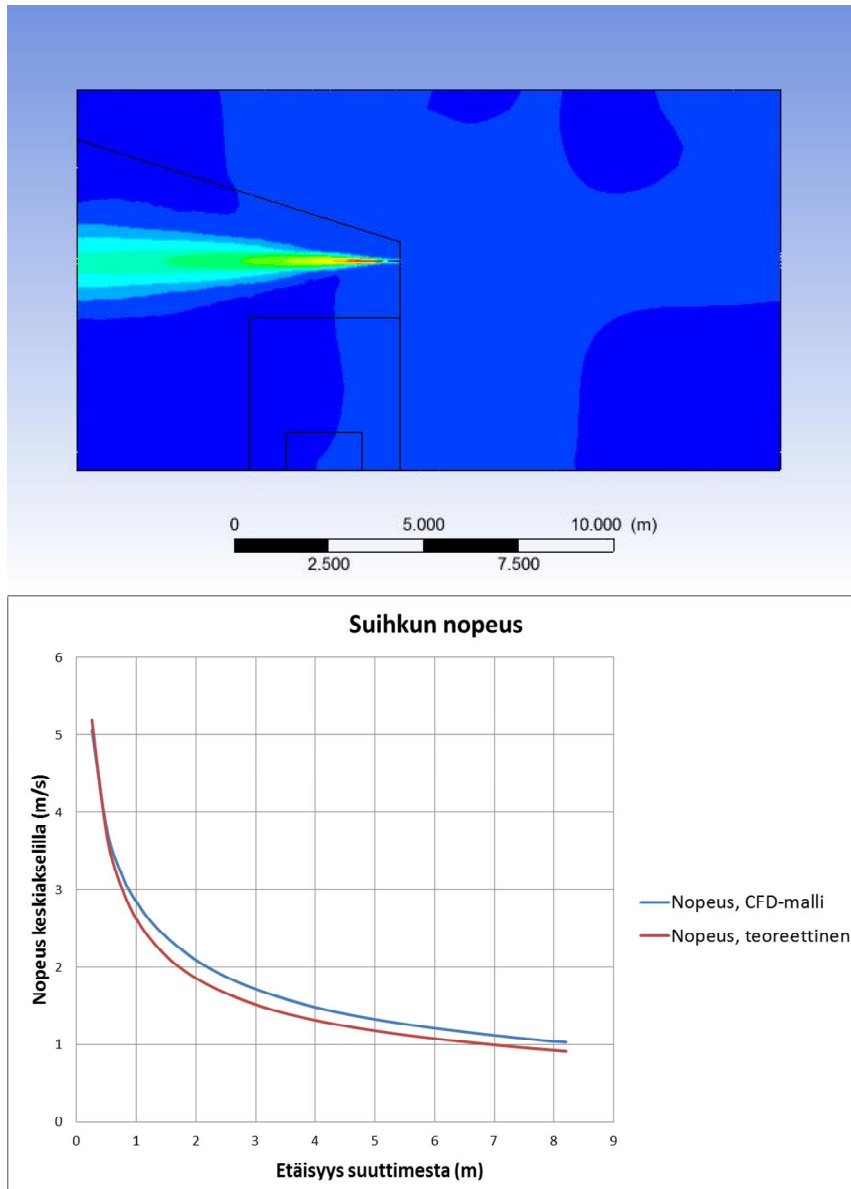 0 5.000 10.000 (m)
2.500 7.500
Suihkun nopeus
6
5
4
3
2
1
0
Nopeus keskiakselilla (m/s)
0 1 2 3 4 5 6 7 8 9
Etäisyys suuttimesta (m)
Nopeus, CFD-malli
Nopeus, teoreettinen